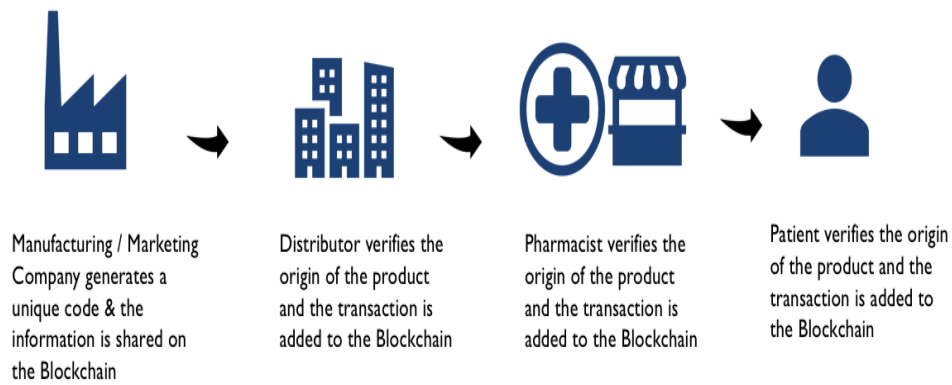 Manufacturing / Marketing
Company generates a
unique code & the
information is shared on
the Blockchain
Distributor verifies the
origin of the product
and the transaction is
added to the Blockchain
Pharmacist verifies the
origin of the product
and the transaction is
added to the Blockchain
Patient verifies the origin
of the product and the
transaction is added to
the Blockchain